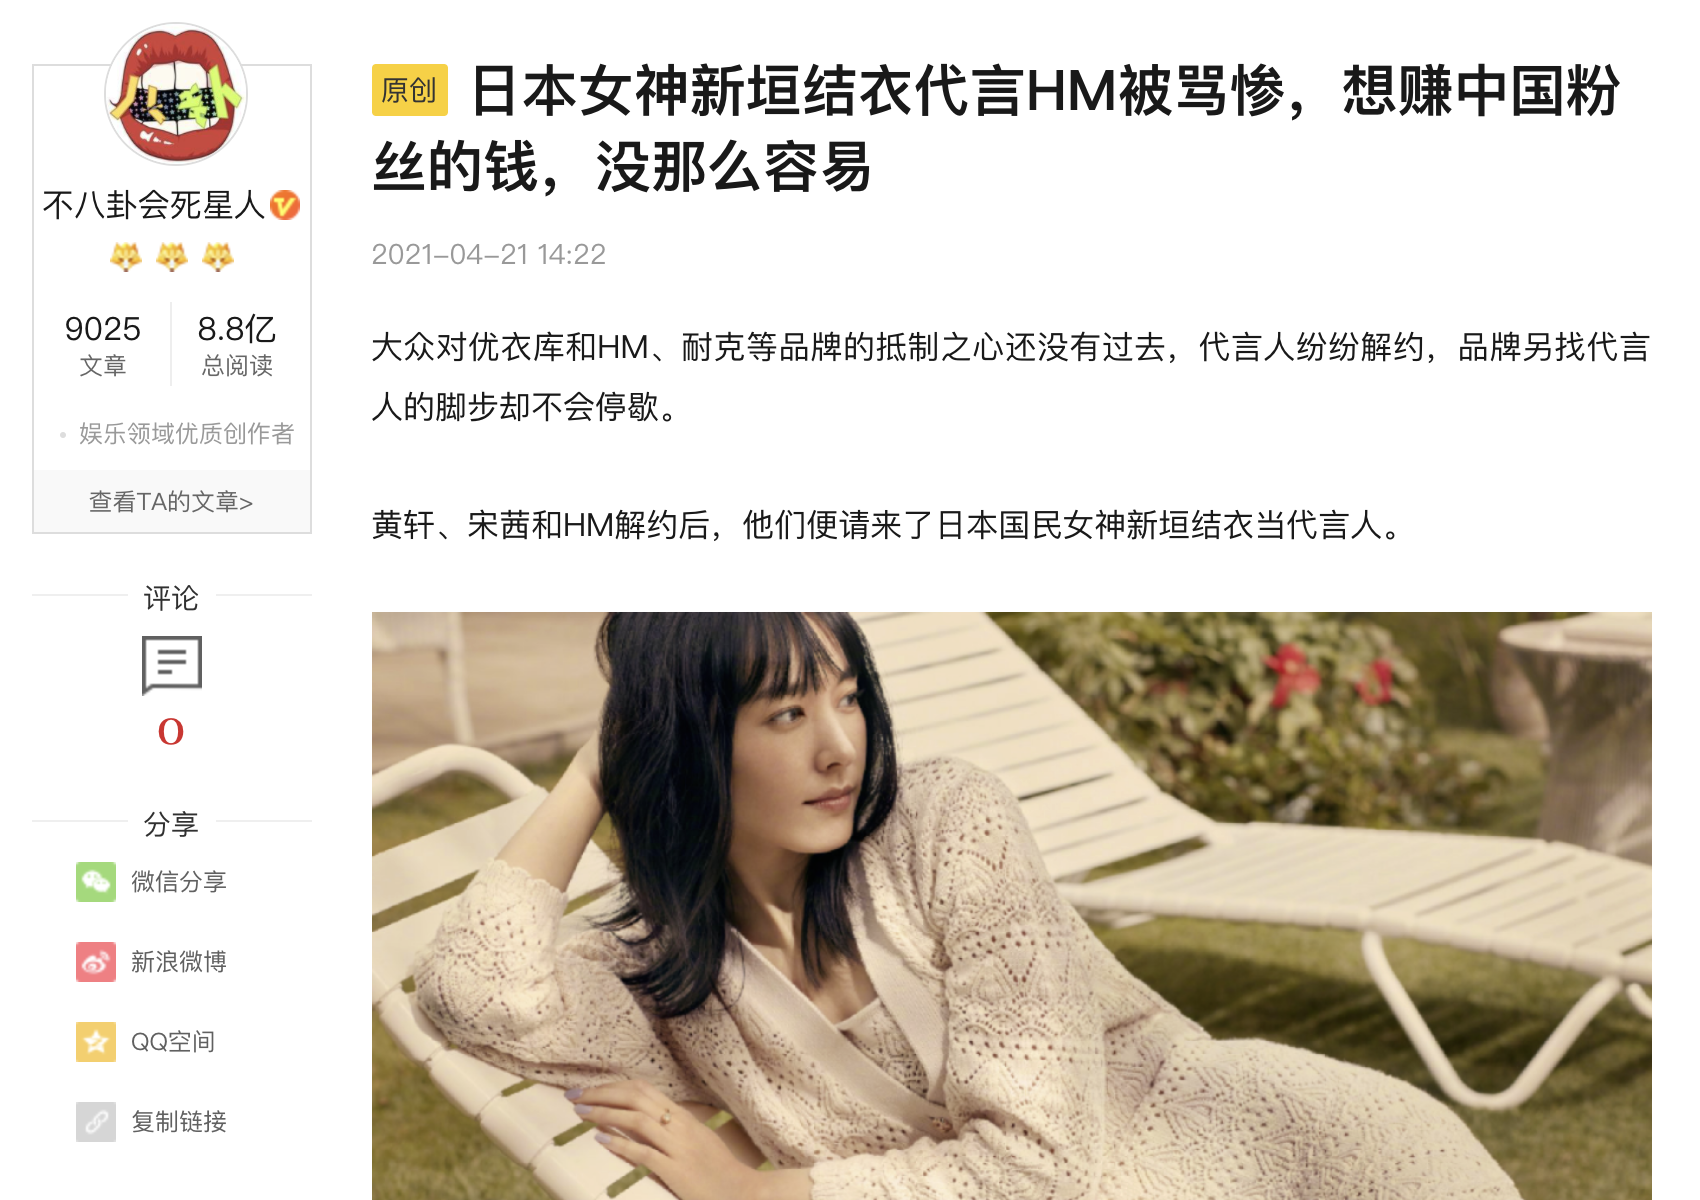 八卦
不八卦会死星人
9025
文章
8.8亿
总阅读
娱乐领域优质创作者
查看TA的文章>
评论
0
分享
微信分享
新浪微博
QQ空间
复制链接
原创 日本女神新垣结衣代言HM被骂惨，想赚中国粉
丝的钱，没那么容易
2021-04-21 14:22
大众对优衣库和HM、耐克等品牌的抵制之心还没有过去，代言人纷纷解约，品牌另找代言
人的脚步却不会停歇。
黄轩、宋茜和HM解约后，他们便请来了日本国民女神新垣结衣当代言人。